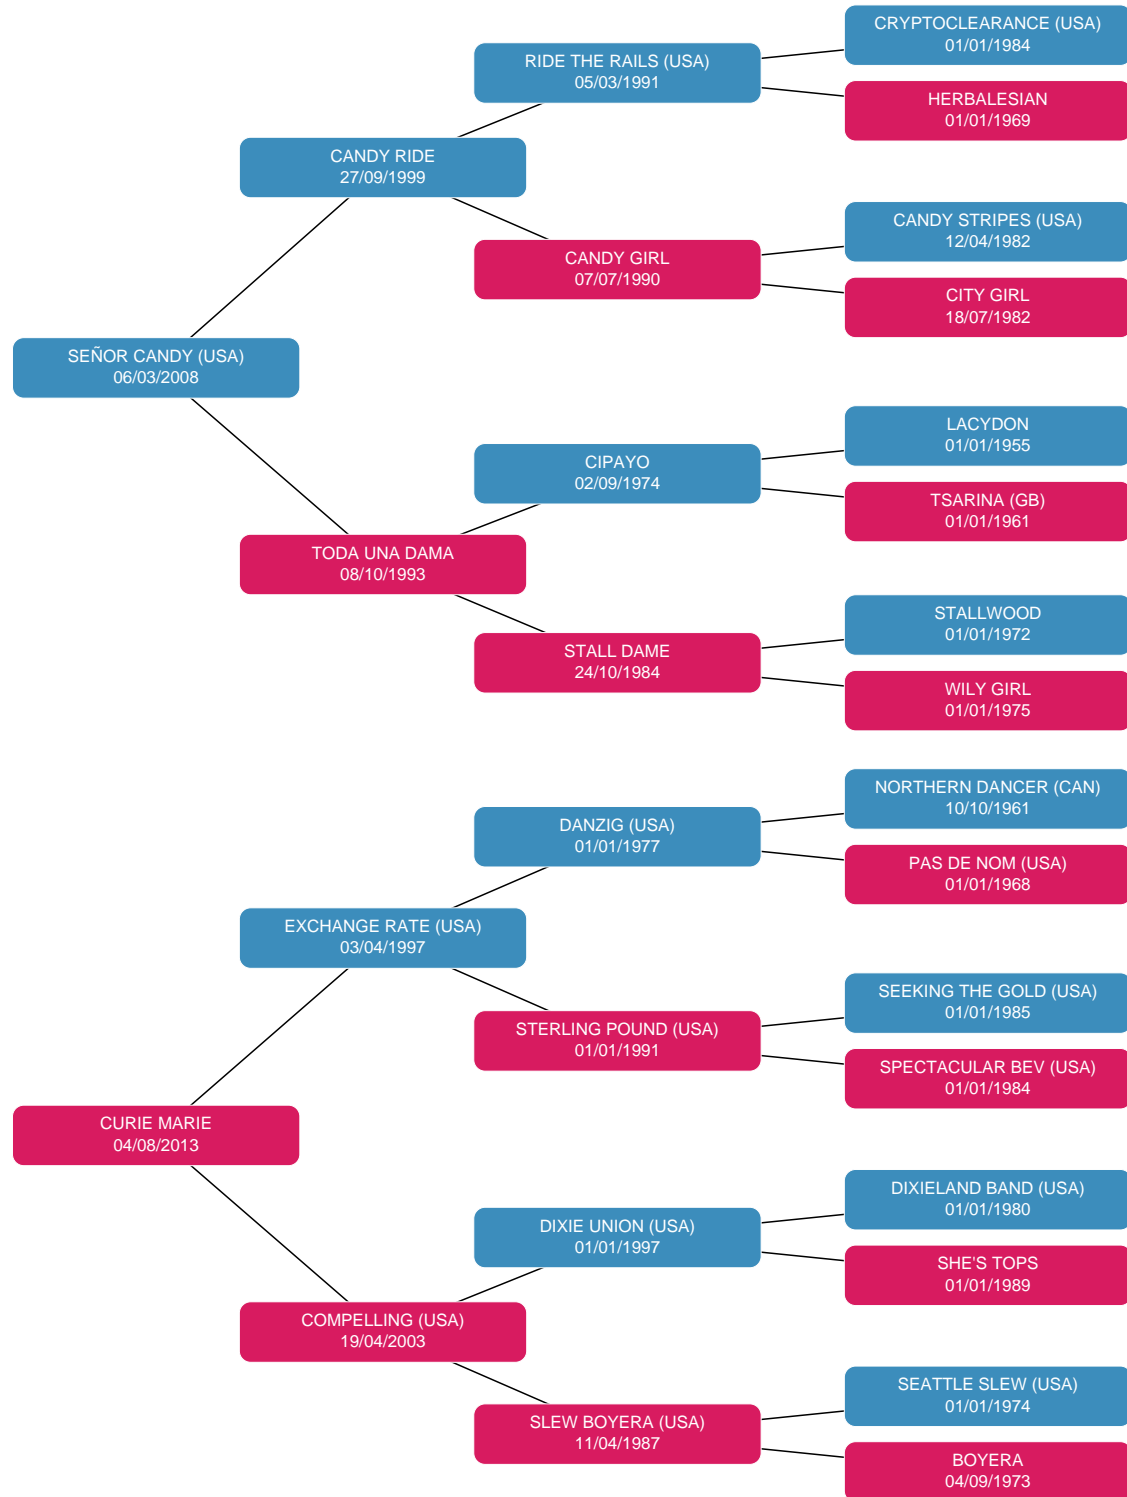 CRYPTOCLEARANCE (USA)
01/01/1984
RIDE THE RAILS (USA)
05/03/1991
HERBALESIAN
01/01/1969
CANDY RIDE
27/09/1999
CANDY STRIPES (USA)
12/04/1982
CANDY GIRL
07/07/1990
CITY GIRL
18/07/1982
SEÑOR CANDY (USA)
06/03/2008
LACYDON
01/01/1955
CIPAYO
02/09/1974
TSARINA (GB)
01/01/1961
TODA UNA DAMA
08/10/1993
STALLWOOD
01/01/1972
STALL DAME
24/10/1984
WILY GIRL
01/01/1975
NORTHERN DANCER (CAN)
10/10/1961
DANZIG (USA)
01/01/1977
PAS DE NOM (USA)
01/01/1968
EXCHANGE RATE (USA)
03/04/1997
SEEKING THE GOLD (USA)
01/01/1985
STERLING POUND (USA)
01/01/1991
SPECTACULAR BEV (USA)
01/01/1984
CURIE MARIE
04/08/2013
DIXIELAND BAND (USA)
01/01/1980
DIXIE UNION (USA)
01/01/1997
SHE'S TOPS
01/01/1989
COMPELLING (USA)
19/04/2003
SEATTLE SLEW (USA)
01/01/1974
SLEW BOYERA (USA)
11/04/1987
BOYERA
04/09/1973